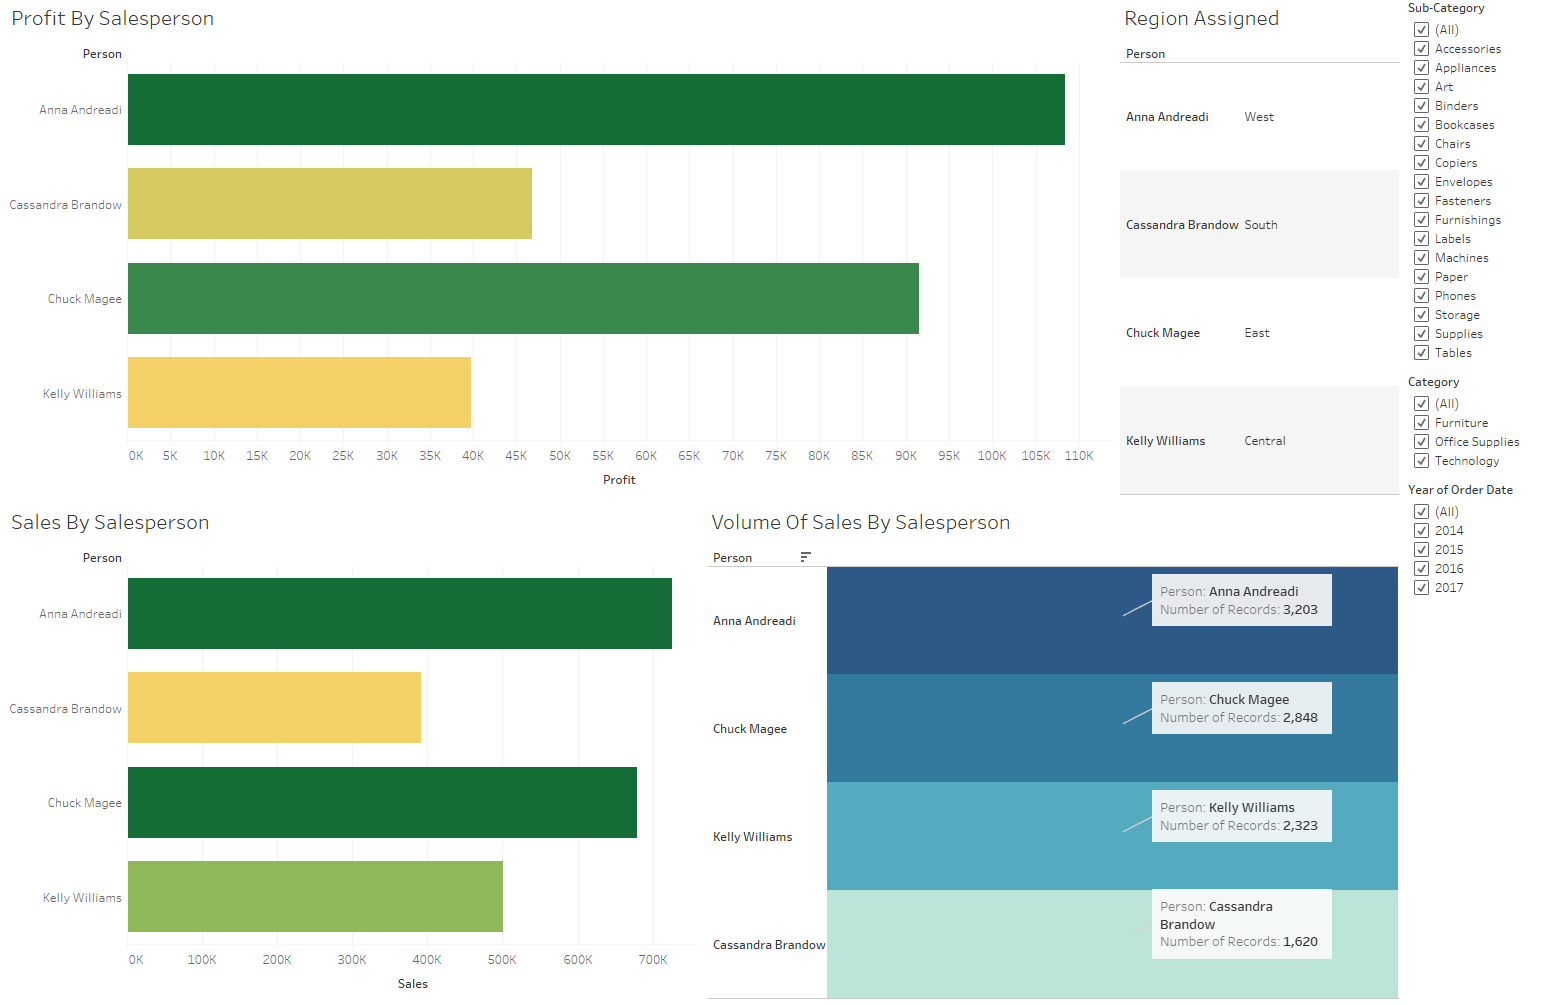 Profit By Salesperson
Person
Anna Andreadi
Cassandra Brandow
Chuck Magee
Kelly Williams
0K 5K 10K 15K 20K 25K 30K 35K 40K 45K 50K 55K 60K 65K 70K 75K 80K 85K 90K 95K 100K 105K 110K
Profit
Region Assigned
Person
Anna Andreadi West
Cassandra Brandow South
Chuck Magee East
Kelly Williams Central
Sub-Category
(All)
Accessories
Appliances
Art
Binders
Bookcases
Chairs
Copiers
Envelopes
Fasteners
Furnishings
Labels
Machines
Paper
Phones
Storage
Supplies
Tables
Category
(All)
Furniture
Office Supplies
Technology
Year of Order Date
(All)
2014
2015
2016
2017
Sales By Salesperson
Person
Anna Andreadi
Cassandra Brandow
Chuck Magee
Kelly Williams
0K 100K 200K 300K 400K 500K 600K 700K
Sales
Volume Of Sales By Salesperson
Person
Anna Andreadi
Person: Anna Andreadi
Number of Records: 3,203
Chuck Magee
Person: Chuck Magee
Number of Records: 2,848
Kelly Williams
Person: Kelly Williams
Number of Records: 2,323
Cassandra Brandow
Person: Cassandra
Brandow
Number of Records: 1,620